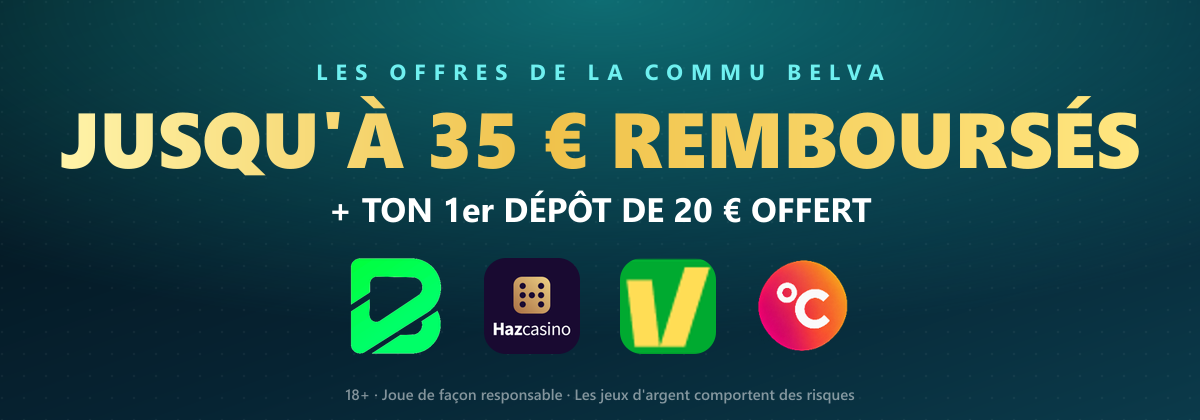 LES OFFRES DE LA COMMU BELVA
JUSQU'À 35 € REMBOURSÉS
+ TON 1er DÉPÔT DE 20 € OFFERT
Hazcasino
°C
18+ · Joue de façon responsable · Les jeux d'argent comportent des risques